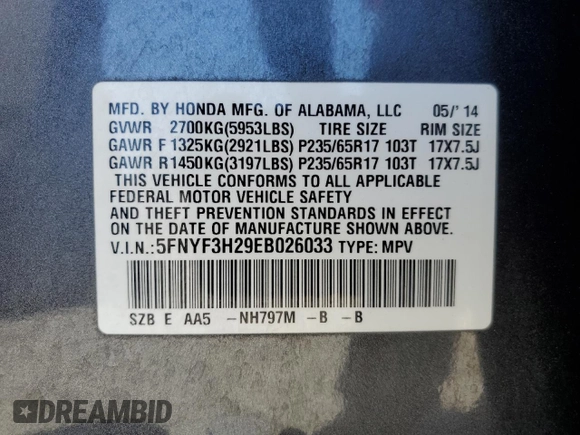 MFD. BY HONDA MFG. OF ALABAMA, LLC 05/'14
GVWR 2700KG(5953LBS) TIRE SIZE RIM SIZE
GAWR F 1325KG(2921LBS) P235/65R17 103T 17X7.5J
GAWR R1450KG(3197LBS) P235/65R17 103T 17X7.5J
THIS VEHICLE CONFORMS TO ALL APPLICABLE
FEDERAL MOTOR VEHICLE SAFETY
AND THEFT PREVENTION STANDARDS IN EFFECT
ON THE DATE OF MANUFACTURE SHOWN ABOVE.
V.I.N.: 5FNYF3H29EB026033 TYPE: MPV
SZB E AA5 -NH797M -B -B
DREAMBID